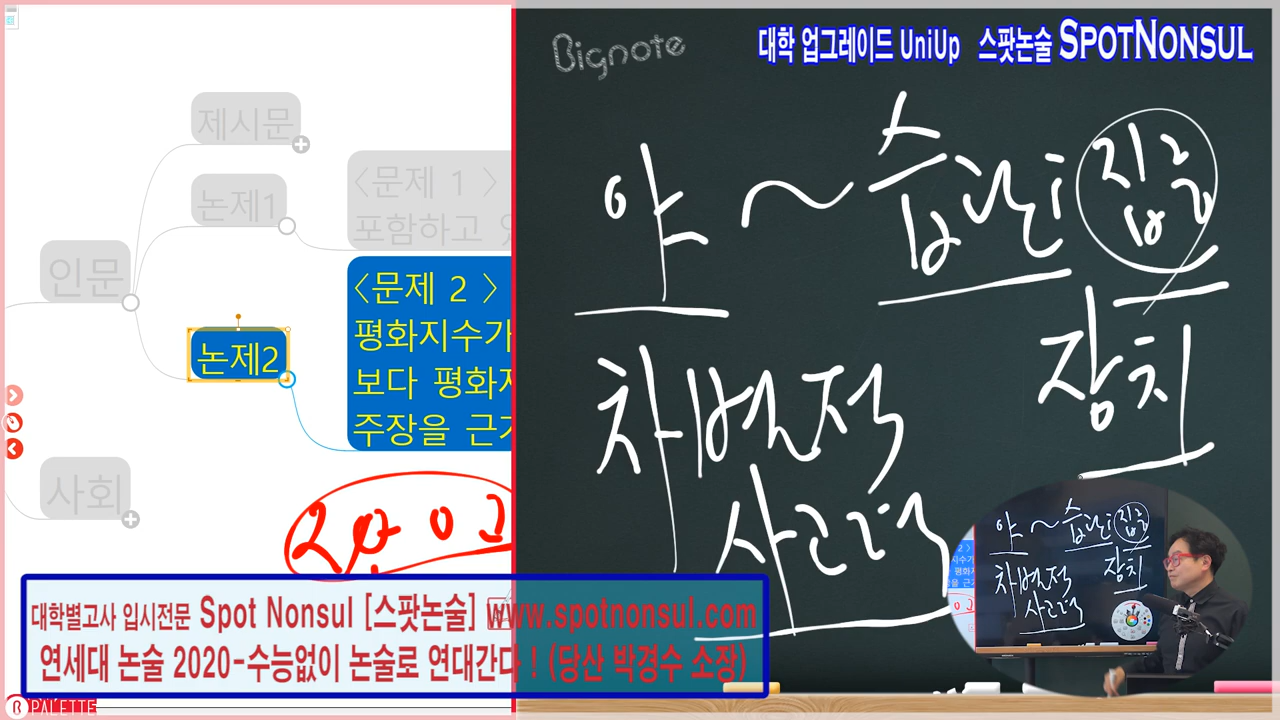 Bignote
대학 업그레이드 UniUp 스팟논술 SPOTNONSUL
제시문
논제1
<문제 1 >
포함하고
인문
<문제 2 >
평화지수가
보다 평화
주장을 근
논제2
사회
야 ~ 습니다
장치
차별적
사고력
대학별고사 입시전문 Spot Nonsul [스팟논술] www.spotnonsul.com
연세대 논술 2020-수능없이 논술로 연대간다 ! (당산 박경수 소장)
PALETTE